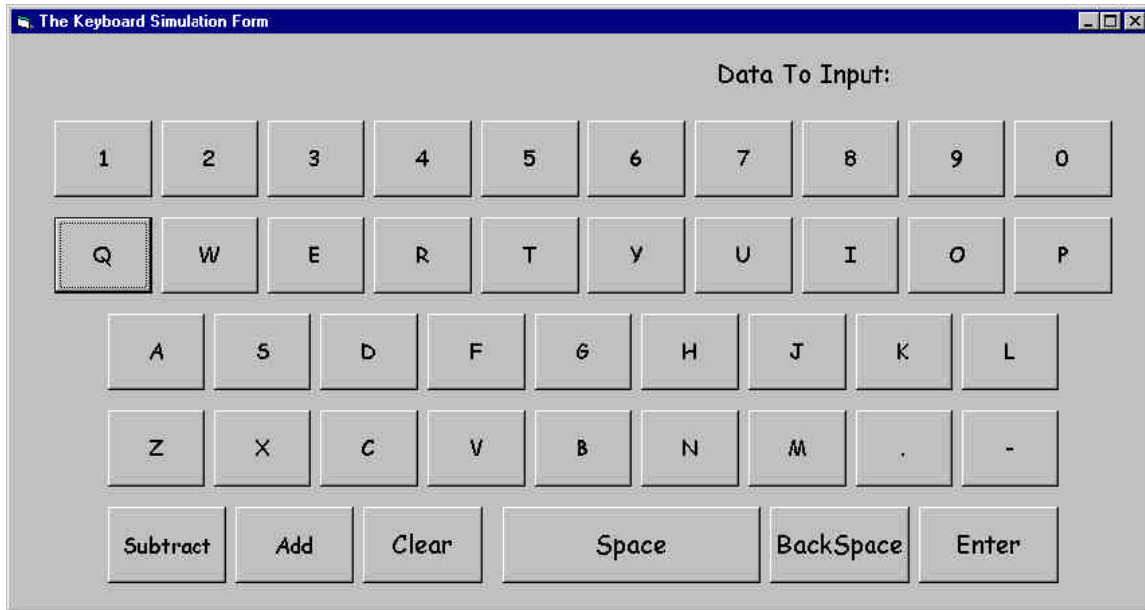 The Keyboard Simulation Form
Data To Input:
1 2 3 4 5 6 7 8 9 0
Q W E R T Y U I O P
A S D F G H J K L
Z X C V B N M . -
Subtract Add Clear Space BackSpace Enter